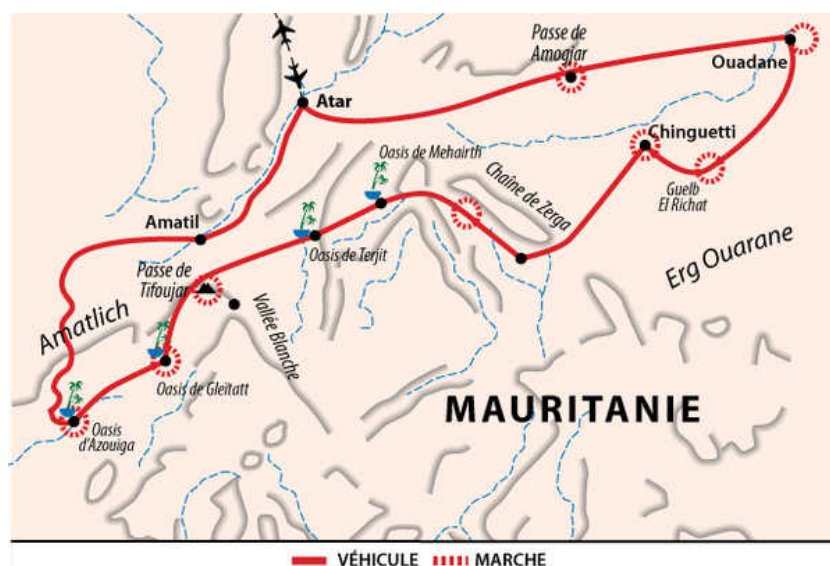 Passe de
Amogjar
Ouadane
Atar
Chinguetti
Oasis de Mehairth
Chaîne de Zerga
Guelb
El Richat
Amatil
Oasis de Terjit
Erg Ouarane
Passe de
Tifoujar
Vallée Blanche
Amatlich
Oasis de Gleïtatt
MAURITANIE
Oasis
d'Azouiga
VÉHICULE
MARCHE